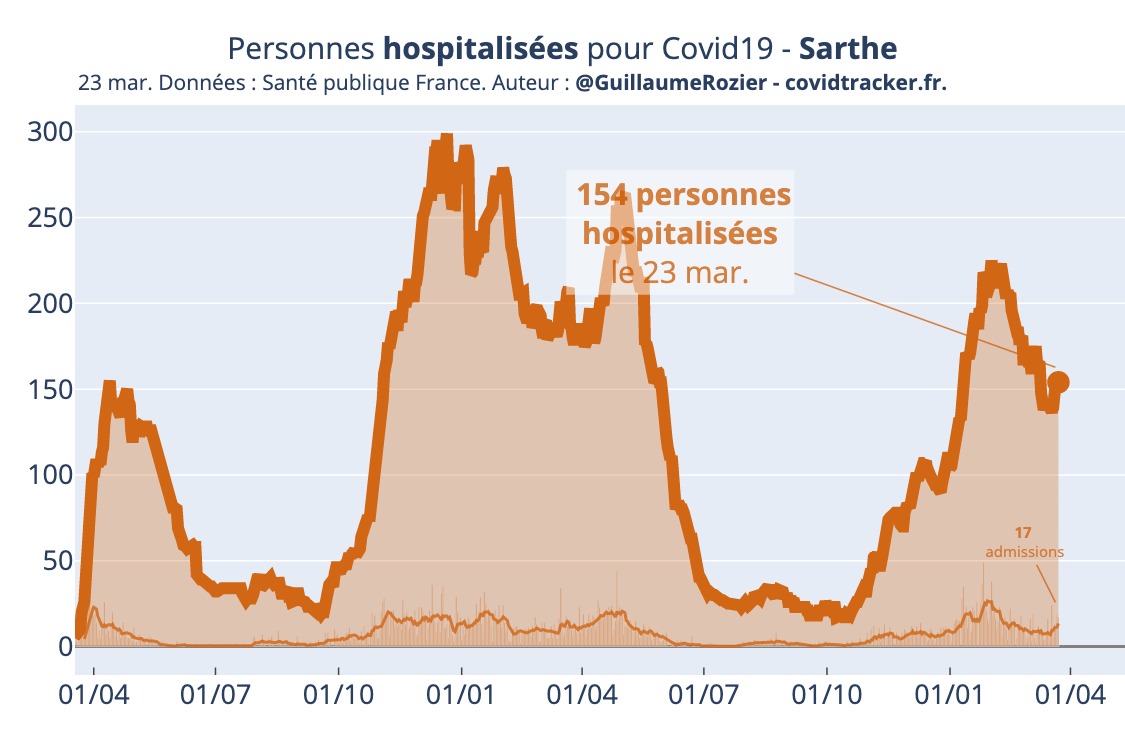 Personnes hospitalisées pour Covid19 - Sarthe
23 mar. Données : Santé publique France. Auteur : @GuillaumeRozier - covidtracker.fr.
300
250
200
150
100
50
0
154 personnes
hospitalisées
le 23 mar.
17
admissions
01/04 01/07 01/10 01/01 01/04 01/07 01/10 01/01 01/04